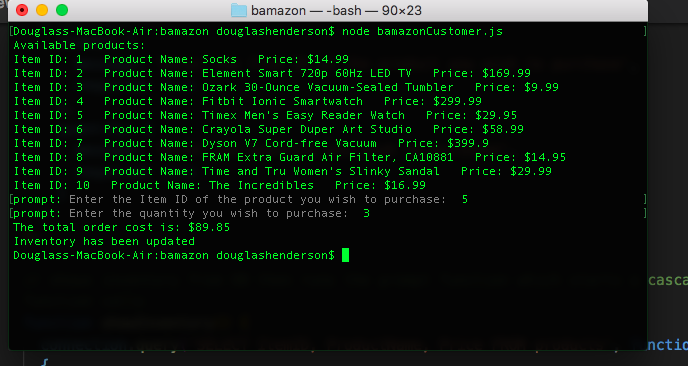 bamazon — -bash — 90×23
[Douglass-MacBook-Air:bamazon douglashenderson$ node bamazonCustomer.js ]
Available products:
Item ID: 1   Product Name: Socks   Price: $14.99
Item ID: 2   Product Name: Element Smart 720p 60Hz LED TV   Price: $169.99
Item ID: 3   Product Name: Ozark 30-Ounce Vacuum-Sealed Tumbler   Price: $9.99
Item ID: 4   Product Name: Fitbit Ionic Smartwatch   Price: $299.99
Item ID: 5   Product Name: Timex Men's Easy Reader Watch   Price: $29.95
Item ID: 6   Product Name: Crayola Super Duper Art Studio   Price: $58.99
Item ID: 7   Product Name: Dyson V7 Cord-free Vacuum   Price: $399.9
Item ID: 8   Product Name: FRAM Extra Guard Air Filter, CA10881   Price: $14.95
Item ID: 9   Product Name: Time and Tru Women's Slinky Sandal   Price: $29.99
Item ID: 10   Product Name: The Incredibles   Price: $16.99
[prompt: Enter the Item ID of the product you wish to purchase:  5 ]
[prompt: Enter the quantity you wish to purchase:  3 ]
The total order cost is: $89.85
Inventory has been updated
Douglass-MacBook-Air:bamazon douglashenderson$
casca
nctio
{